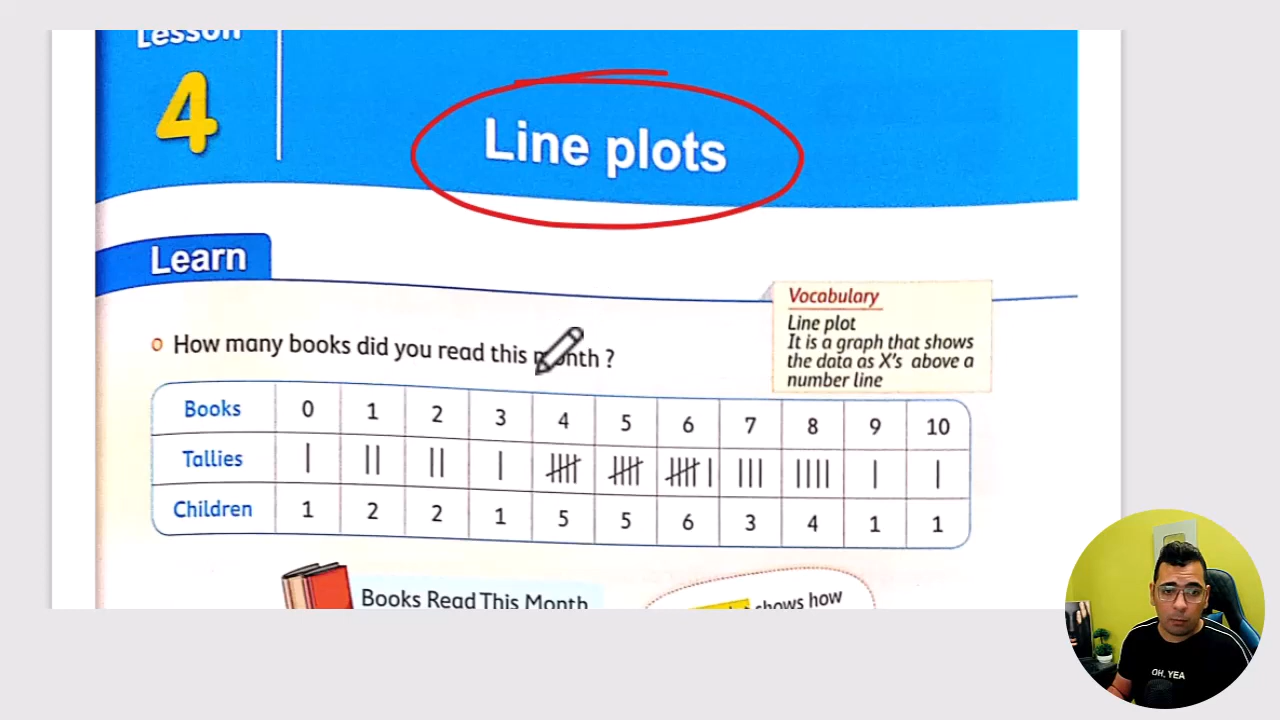 Lesson
4
Line plots
Learn
Vocabulary
Line plot
It is a graph that shows
the data as X's above a
number line
How many books did you read this month ?
Books 0 1 2 3 4 5 6 7 8 9 10
Tallies
Children 1 2 2 1 5 5 6 3 4 1 1
Books Read This Month
shows how
OH, YEA